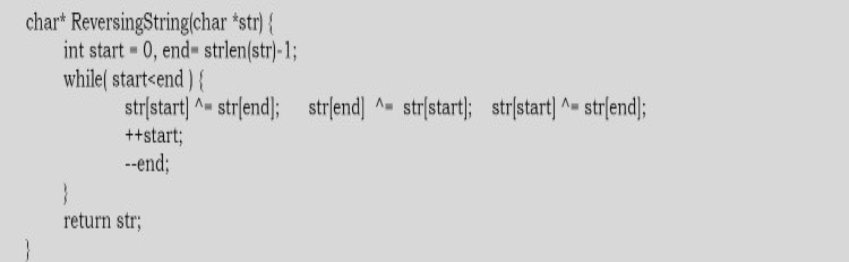 char* ReversingString(char *str) {
int start = 0, end= strlen(str)-1;
while( start<end ) {
str[start] ^= str[end]; str[end] ^= str[start]; str[start] ^= str[end];
++start;
--end;
}
return str;
}